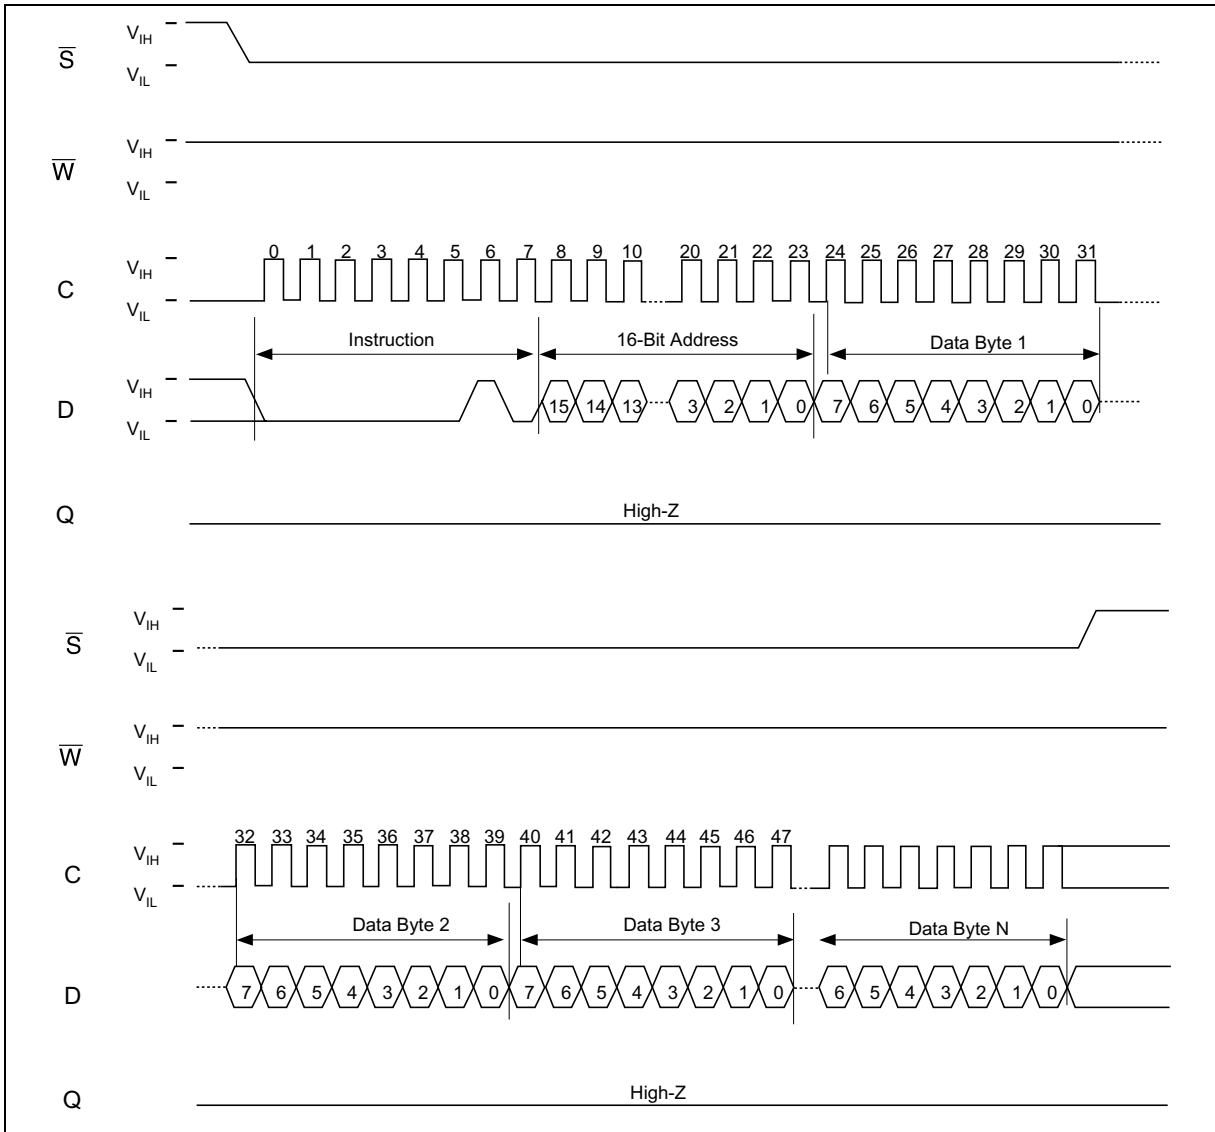 S̅ V_IH
V_IL
W̅ V_IH
V_IL
0 1 2 3 4 5 6 7 8 9 10 20 21 22 23 24 25 26 27 28 29 30 31
C V_IH
V_IL
Instruction 16-Bit Address Data Byte 1
D V_IH
V_IL
15 14 13 3 2 1 0 7 6 5 4 3 2 1 0
Q High-Z
S̅ V_IH
V_IL
W̅ V_IH
V_IL
32 33 34 35 36 37 38 39 40 41 42 43 44 45 46 47
C V_IH
V_IL
Data Byte 2 Data Byte 3 Data Byte N
D 7 6 5 4 3 2 1 0 7 6 5 4 3 2 1 0 6 5 4 3 2 1 0
Q High-Z